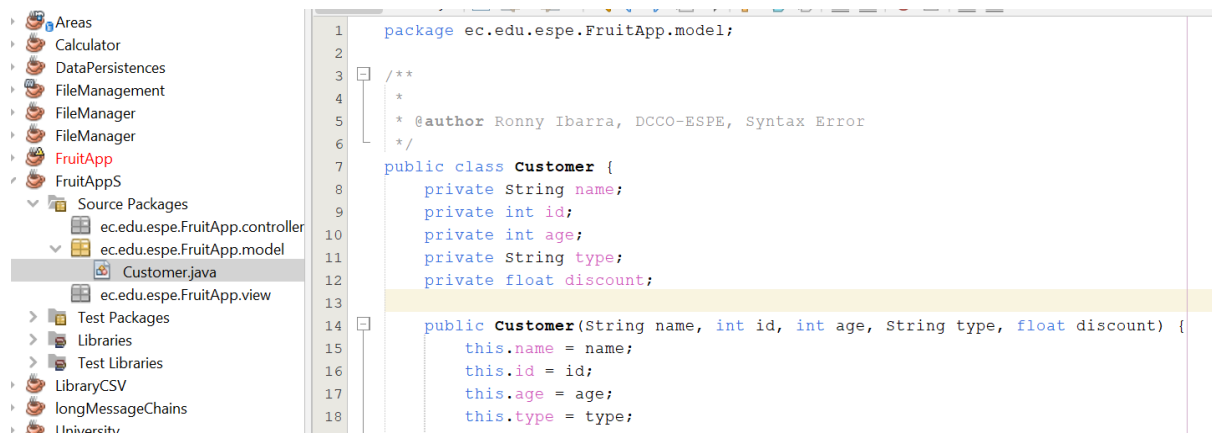 Areas
Calculator
DataPersistences
FileManagement
FileManager
FileManager
FruitApp
FruitAppS
Source Packages
ec.edu.espe.FruitApp.controller
ec.edu.espe.FruitApp.model
Customer.java
ec.edu.espe.FruitApp.view
Test Packages
Libraries
Test Libraries
LibraryCSV
longMessageChains
University
1 package ec.edu.espe.FruitApp.model;
2
3 /**
4 *
5 * @author Ronny Ibarra, DCCO-ESPE, Syntax Error
6 */
7 public class Customer {
8 private String name;
9 private int id;
10 private int age;
11 private String type;
12 private float discount;
13
14 public Customer(String name, int id, int age, String type, float discount) {
15 this.name = name;
16 this.id = id;
17 this.age = age;
18 this.type = type;